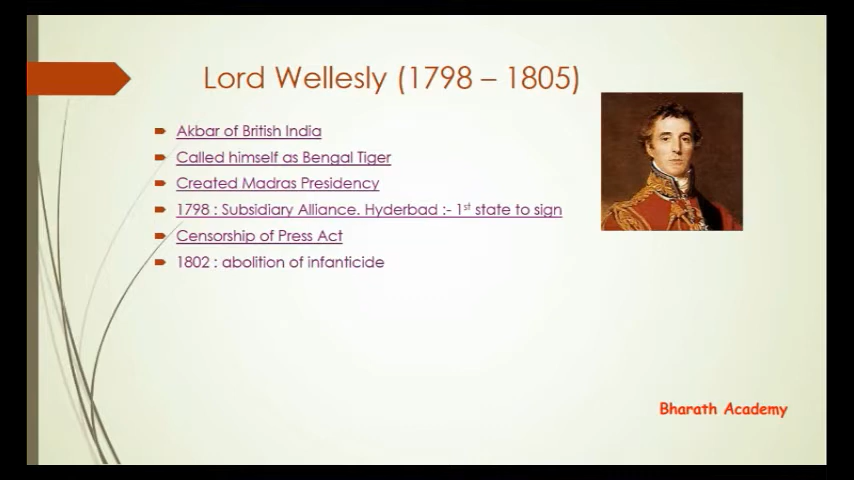 Lord Wellesly (1798 – 1805)
Akbar of British India
Called himself as Bengal Tiger
Created Madras Presidency
1798 : Subsidiary Alliance. Hyderbad :- 1st state to sign
Censorship of Press Act
1802 : abolition of infanticide
Bharath Academy